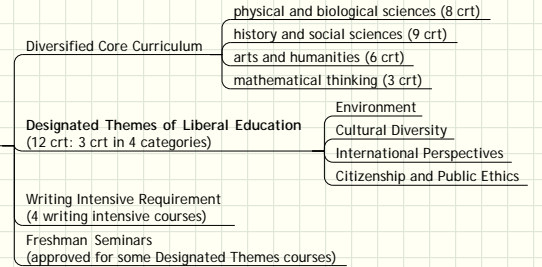 physical and biological sciences (8 crt)
Diversified Core Curriculum
history and social sciences (9 crt)
arts and humanities (6 crt)
mathematical thinking (3 crt)
Designated Themes of Liberal Education
(12 crt: 3 crt in 4 categories)
Environment
Cultural Diversity
International Perspectives
Citizenship and Public Ethics
Writing Intensive Requirement
(4 writing intensive courses)
Freshman Seminars
(approved for some Designated Themes courses)